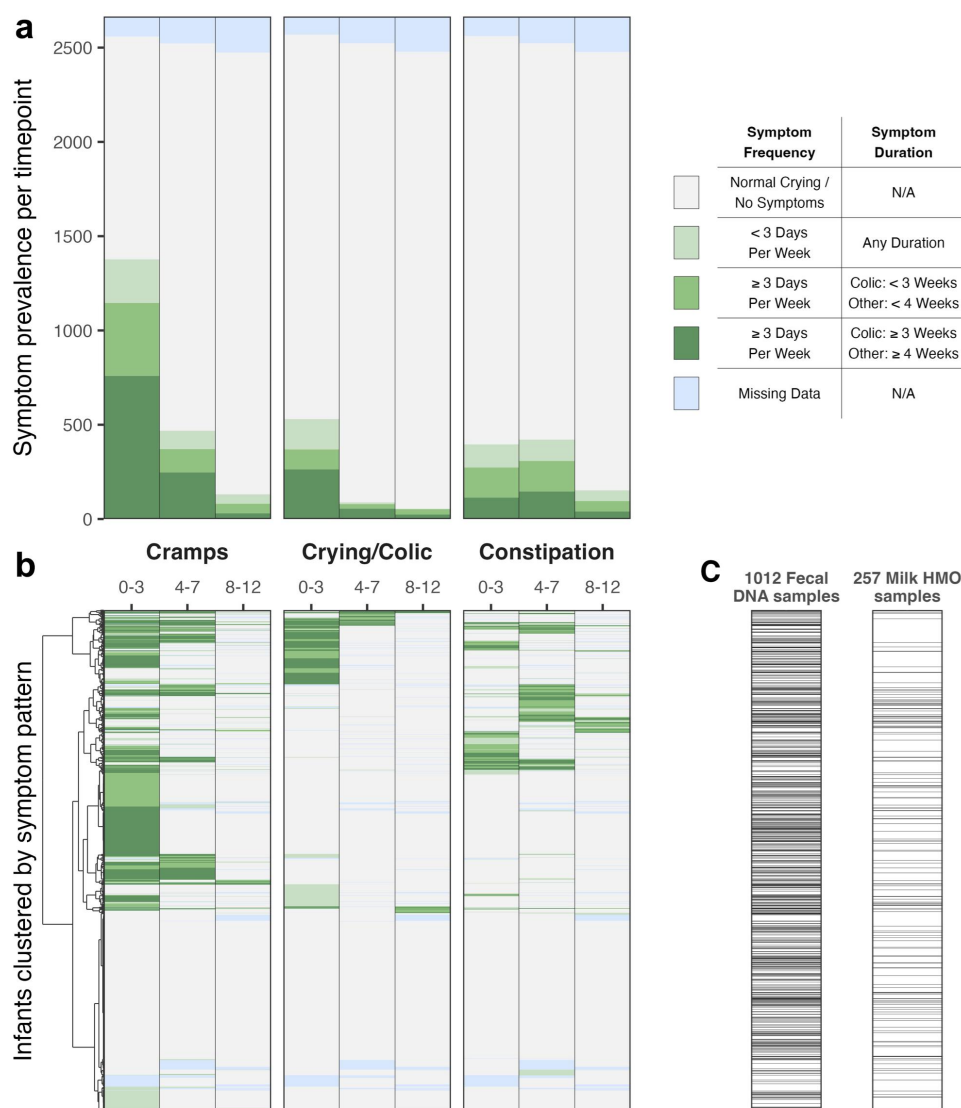 a
Symptom prevalence per timepoint
2500
2000
1500
1000
500
0
Symptom Frequency
Symptom Duration
Normal Crying / No Symptoms
N/A
< 3 Days Per Week
Any Duration
≥ 3 Days Per Week
Colic: < 3 Weeks
Other: < 4 Weeks
≥ 3 Days Per Week
Colic: ≥ 3 Weeks
Other: ≥ 4 Weeks
Missing Data
N/A
b
Cramps
Crying/Colic
Constipation
0-3 4-7 8-12
0-3 4-7 8-12
0-3 4-7 8-12
Infants clustered by symptom pattern
C
1012 Fecal
DNA samples
257 Milk HMO
samples